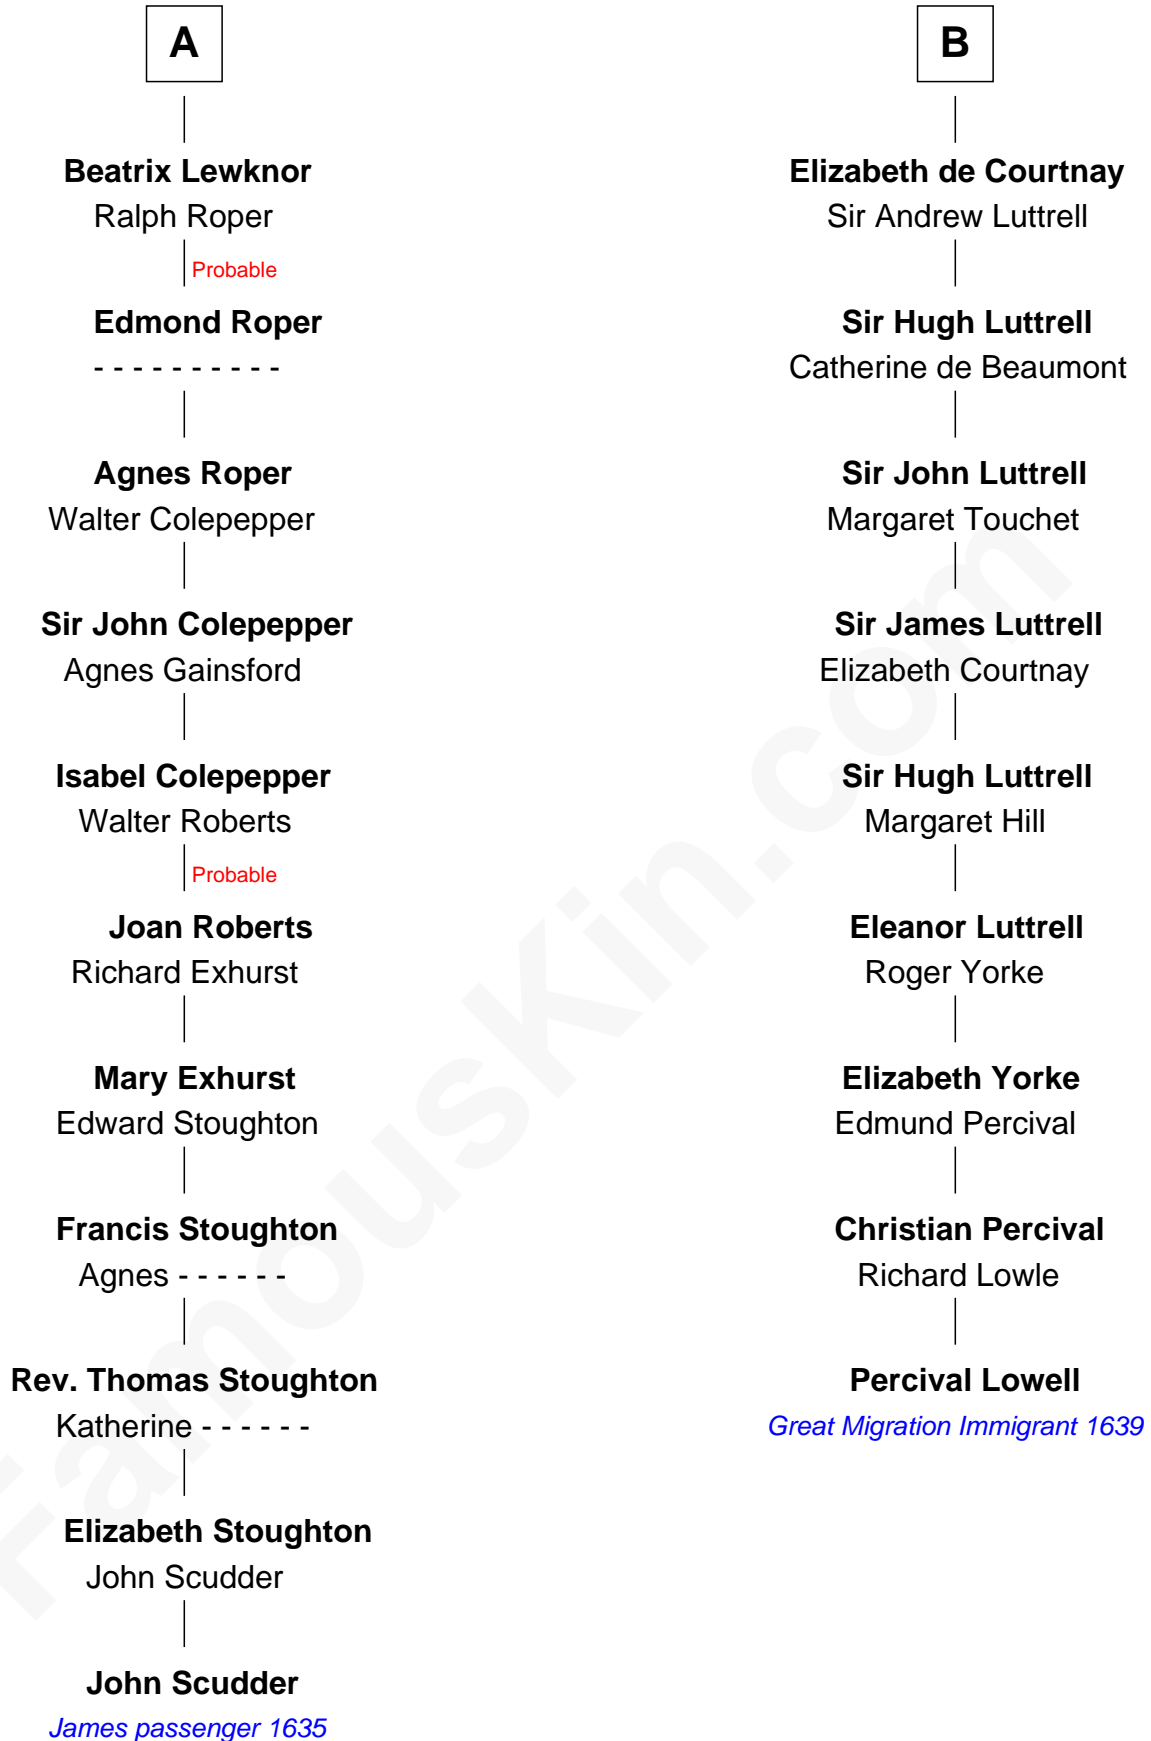 A
Beatrix Lewknor
Ralph Roper
Probable
Edmond Roper
- - - - - - - - - -
Agnes Roper
Walter Colepepper
Sir John Colepepper
Agnes Gainsford
Isabel Colepepper
Walter Roberts
Probable
Joan Roberts
Richard Exhurst
Mary Exhurst
Edward Stoughton
Francis Stoughton
Agnes - - - - - -
Rev. Thomas Stoughton
Katherine - - - - - -
Elizabeth Stoughton
John Scudder
John Scudder
James passenger 1635
B
Elizabeth de Courtnay
Sir Andrew Luttrell
Sir Hugh Luttrell
Catherine de Beaumont
Sir John Luttrell
Margaret Touchet
Sir James Luttrell
Elizabeth Courtnay
Sir Hugh Luttrell
Margaret Hill
Eleanor Luttrell
Roger Yorke
Elizabeth Yorke
Edmund Percival
Christian Percival
Richard Lowle
Percival Lowell
Great Migration Immigrant 1639
FamousKin.com